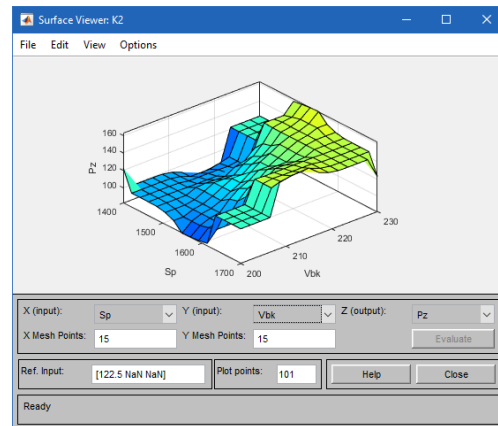 Surface Viewer: K2
File Edit View Options
160
140
120
100
Pz
1400
1500
1600
1700
Sp
200
210
220
230
Vbk
X (input): Sp Y (input): Vbk Z (output): Pz
X Mesh Points: 15 Y Mesh Points: 15 Evaluate
Ref. Input: [122.5 NaN NaN] Plot points: 101 Help Close
Ready